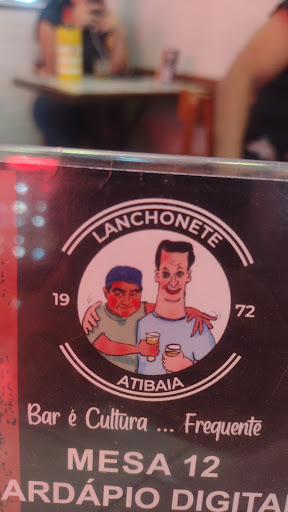 LANCHONETE
19 72
ATIBAIA
Bar é Cultura ... Frequente
MESA 12
ARDÁPIO DIGITA